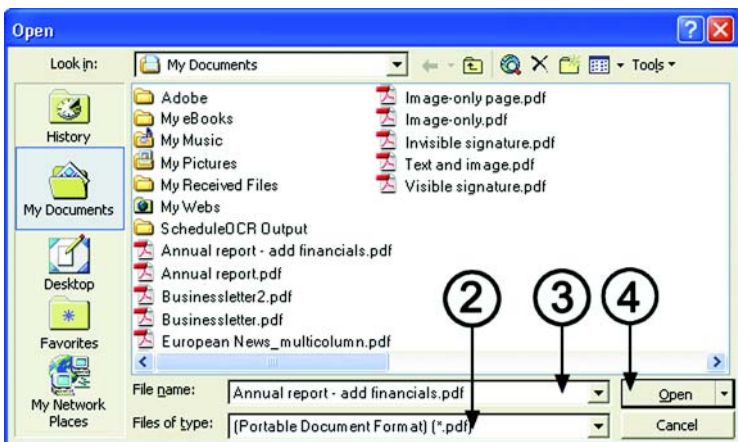 Open
Look in:
My Documents
Tools
History
My Documents
Desktop
Favorites
My Network
Places
Adobe
My eBooks
My Music
My Pictures
My Received Files
My Webs
ScheduleOCR Output
Annual report - add financials.pdf
Annual report.pdf
Businessletter2.pdf
Businessletter.pdf
European News_multicolumn.pdf
Image-only page.pdf
Image-only.pdf
Invisible signature.pdf
Text and image.pdf
Visible signature.pdf
2
3
4
File name:
Annual report - add financials.pdf
Open
Files of type:
(Portable Document Format) (*.pdf)
Cancel